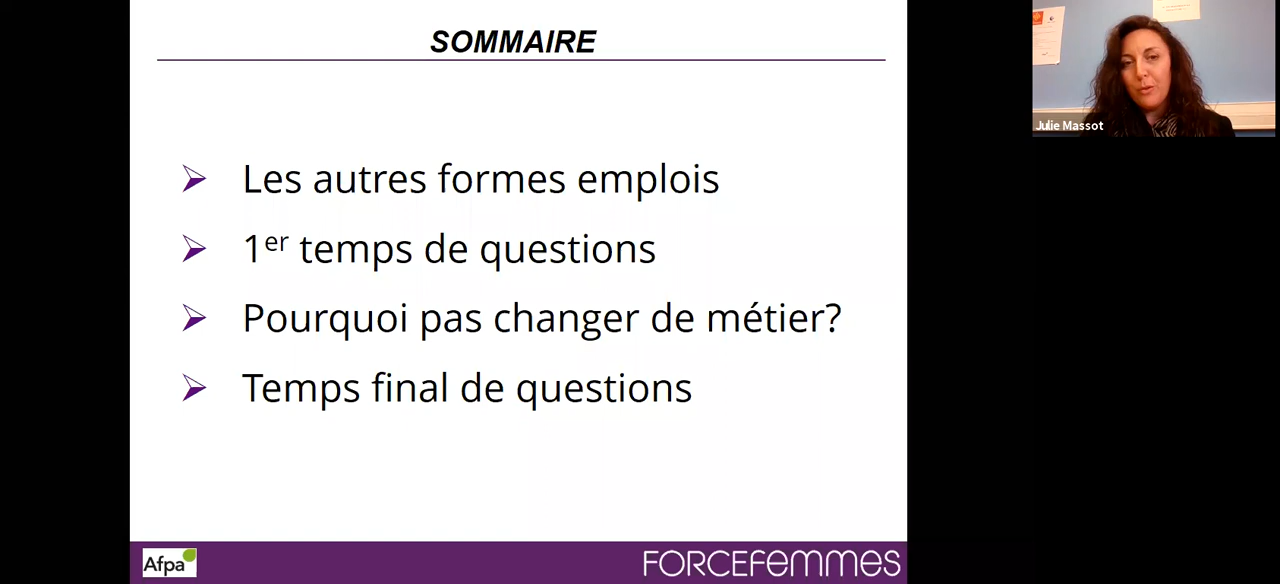 SOMMAIRE
Les autres formes emplois
1er temps de questions
Pourquoi pas changer de métier?
Temps final de questions
Afpa
FORCEFEMMES
Julie Massot